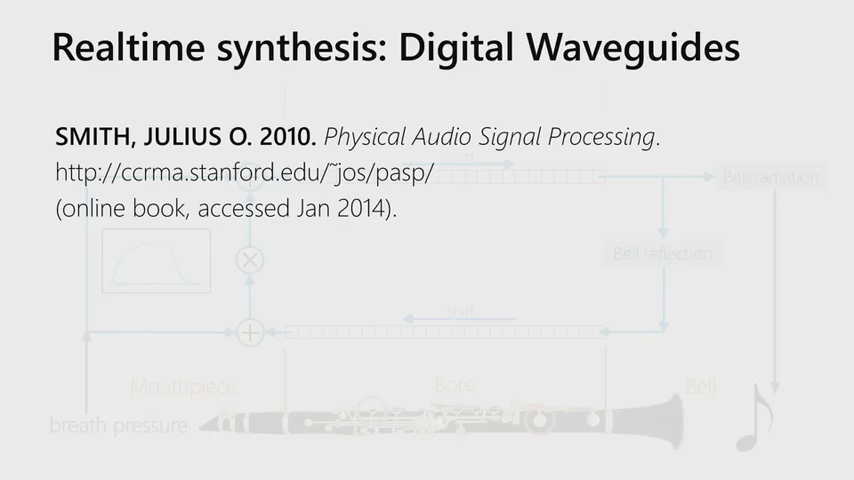 Realtime synthesis: Digital Waveguides
SMITH, JULIUS O. 2010. Physical Audio Signal Processing.
http://ccrma.stanford.edu/~jos/pasp/
(online book, accessed Jan 2014).
Bell radiation
Bell reflection
shift
Mouthpiece
Bore
Bell
breath pressure